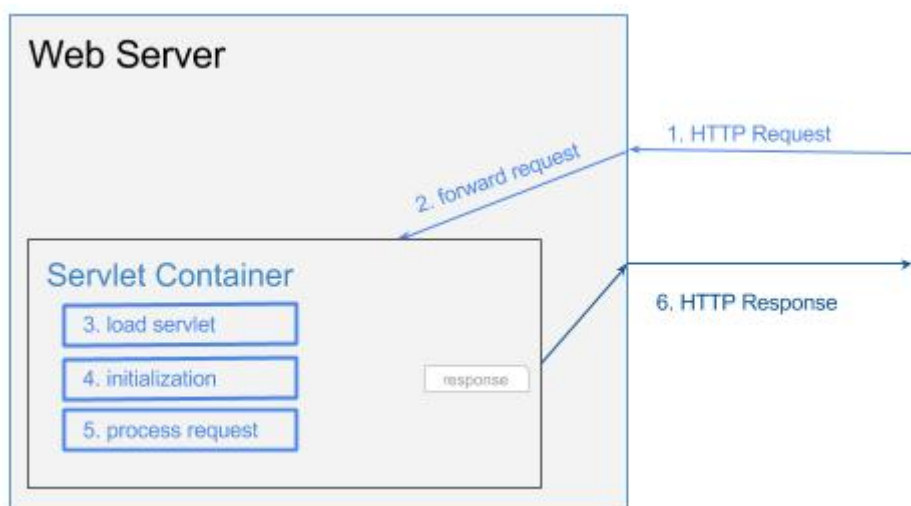 Web Server
1. HTTP Request
2. forward request
Servlet Container
3. load servlet
6. HTTP Response
4. initialization
response
5. process request